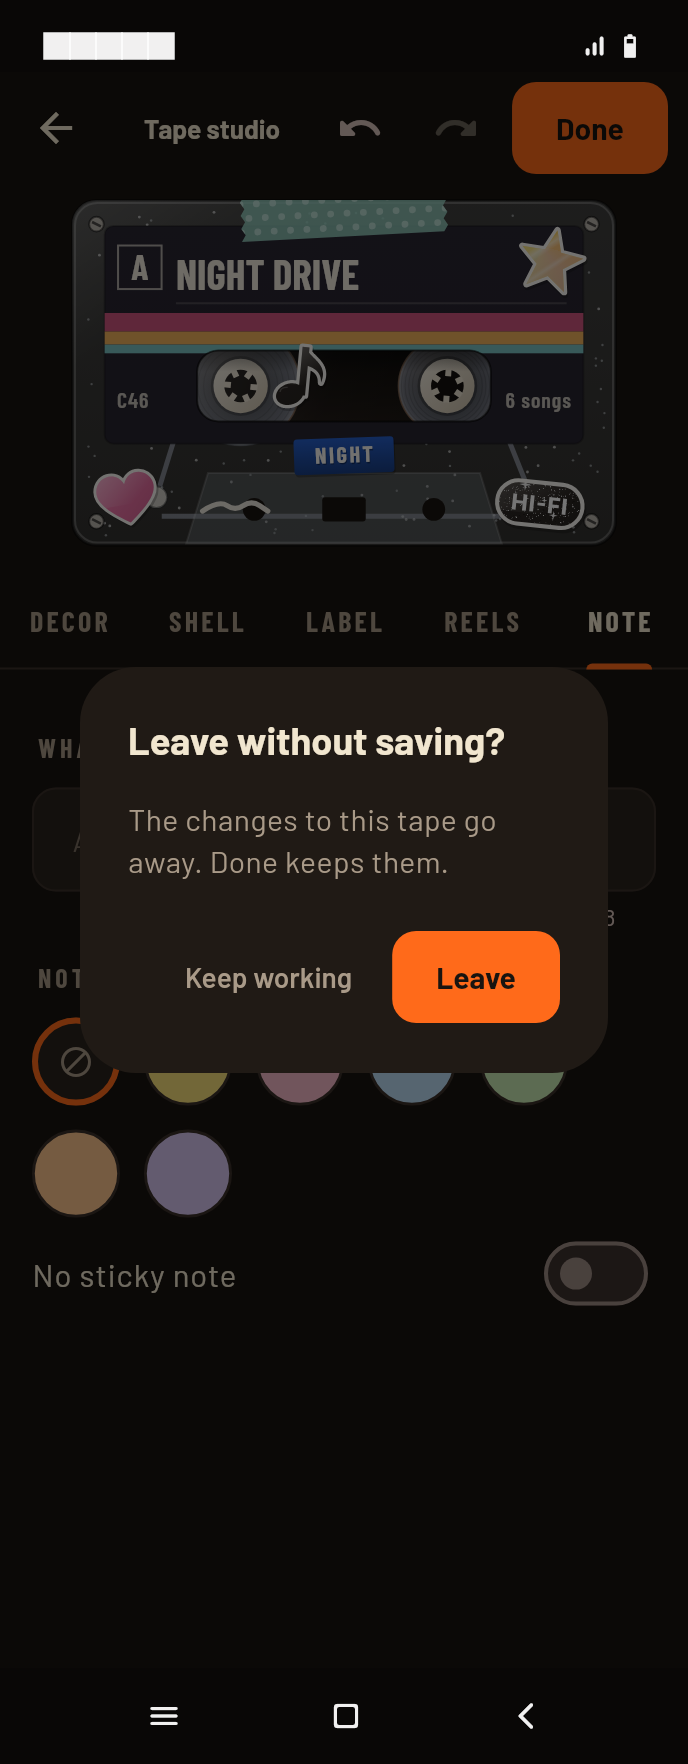 Tape studio
Done
A
NIGHT DRIVE
C46
6 songs
NIGHT
HI-FI
DECOR
SHELL
LABEL
REELS
NOTE
Leave without saving?
The changes to this tape go
away. Done keeps them.
Keep working
Leave
No sticky note